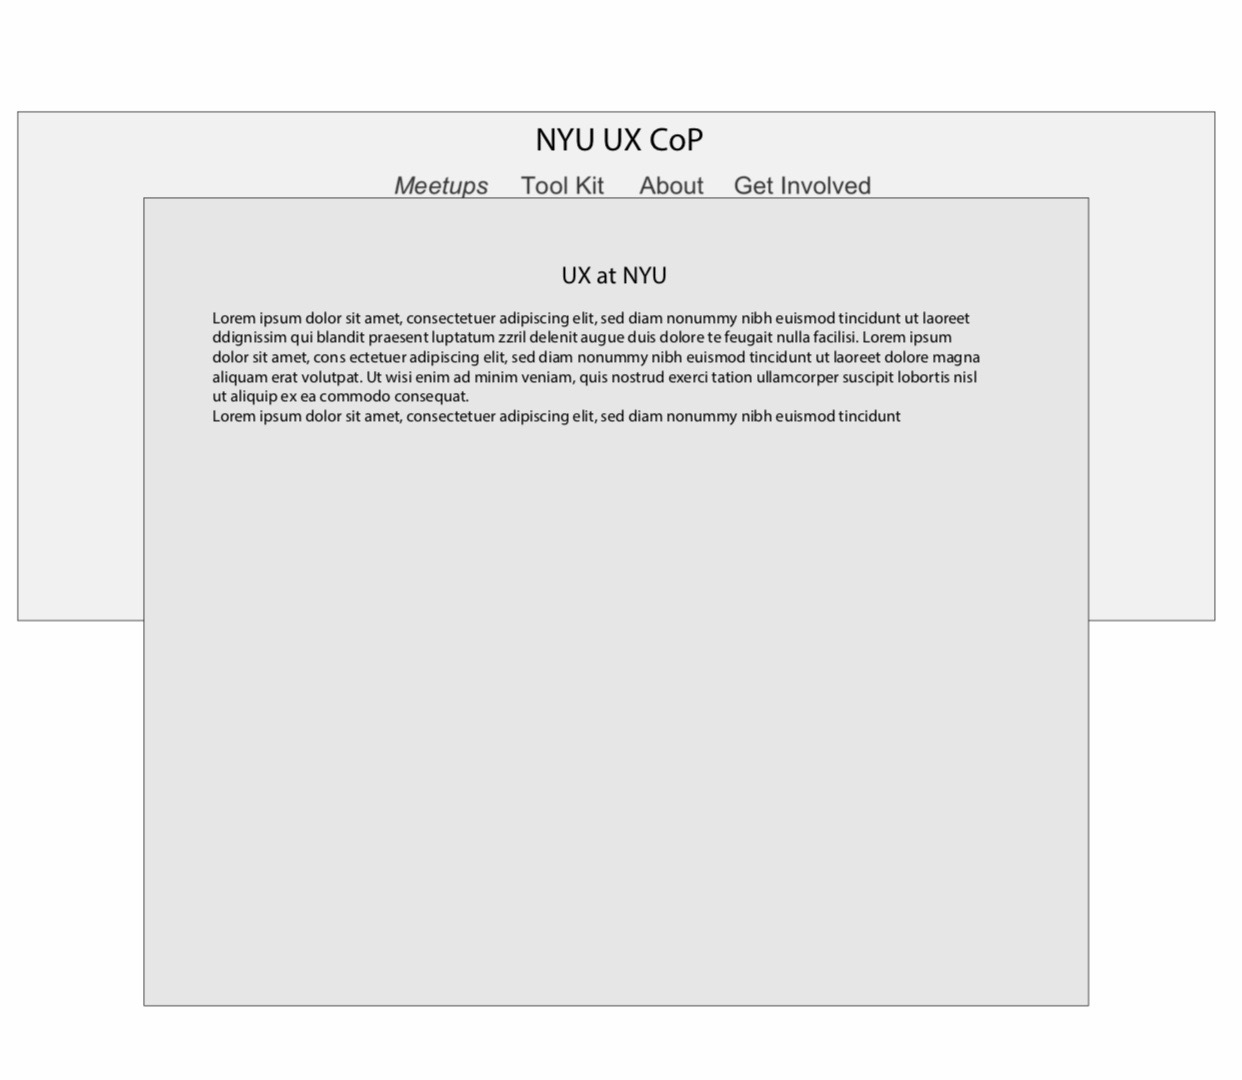 NYU UX CoP
Meetups Tool Kit About Get Involved
UX at NYU
Lorem ipsum dolor sit amet, consectetuer adipiscing elit, sed diam nonummy nibh euismod tincidunt ut laoreet
ddignissim qui blandit praesent luptatum zzril delenit augue duis dolore te feugait nulla facilisi. Lorem ipsum
dolor sit amet, cons ectetuer adipiscing elit, sed diam nonummy nibh euismod tincidunt ut laoreet dolore magna
aliquam erat volutpat. Ut wisi enim ad minim veniam, quis nostrud exerci tation ullamcorper suscipit lobortis nisl
ut aliquip ex ea commodo consequat.
Lorem ipsum dolor sit amet, consectetuer adipiscing elit, sed diam nonummy nibh euismod tincidunt